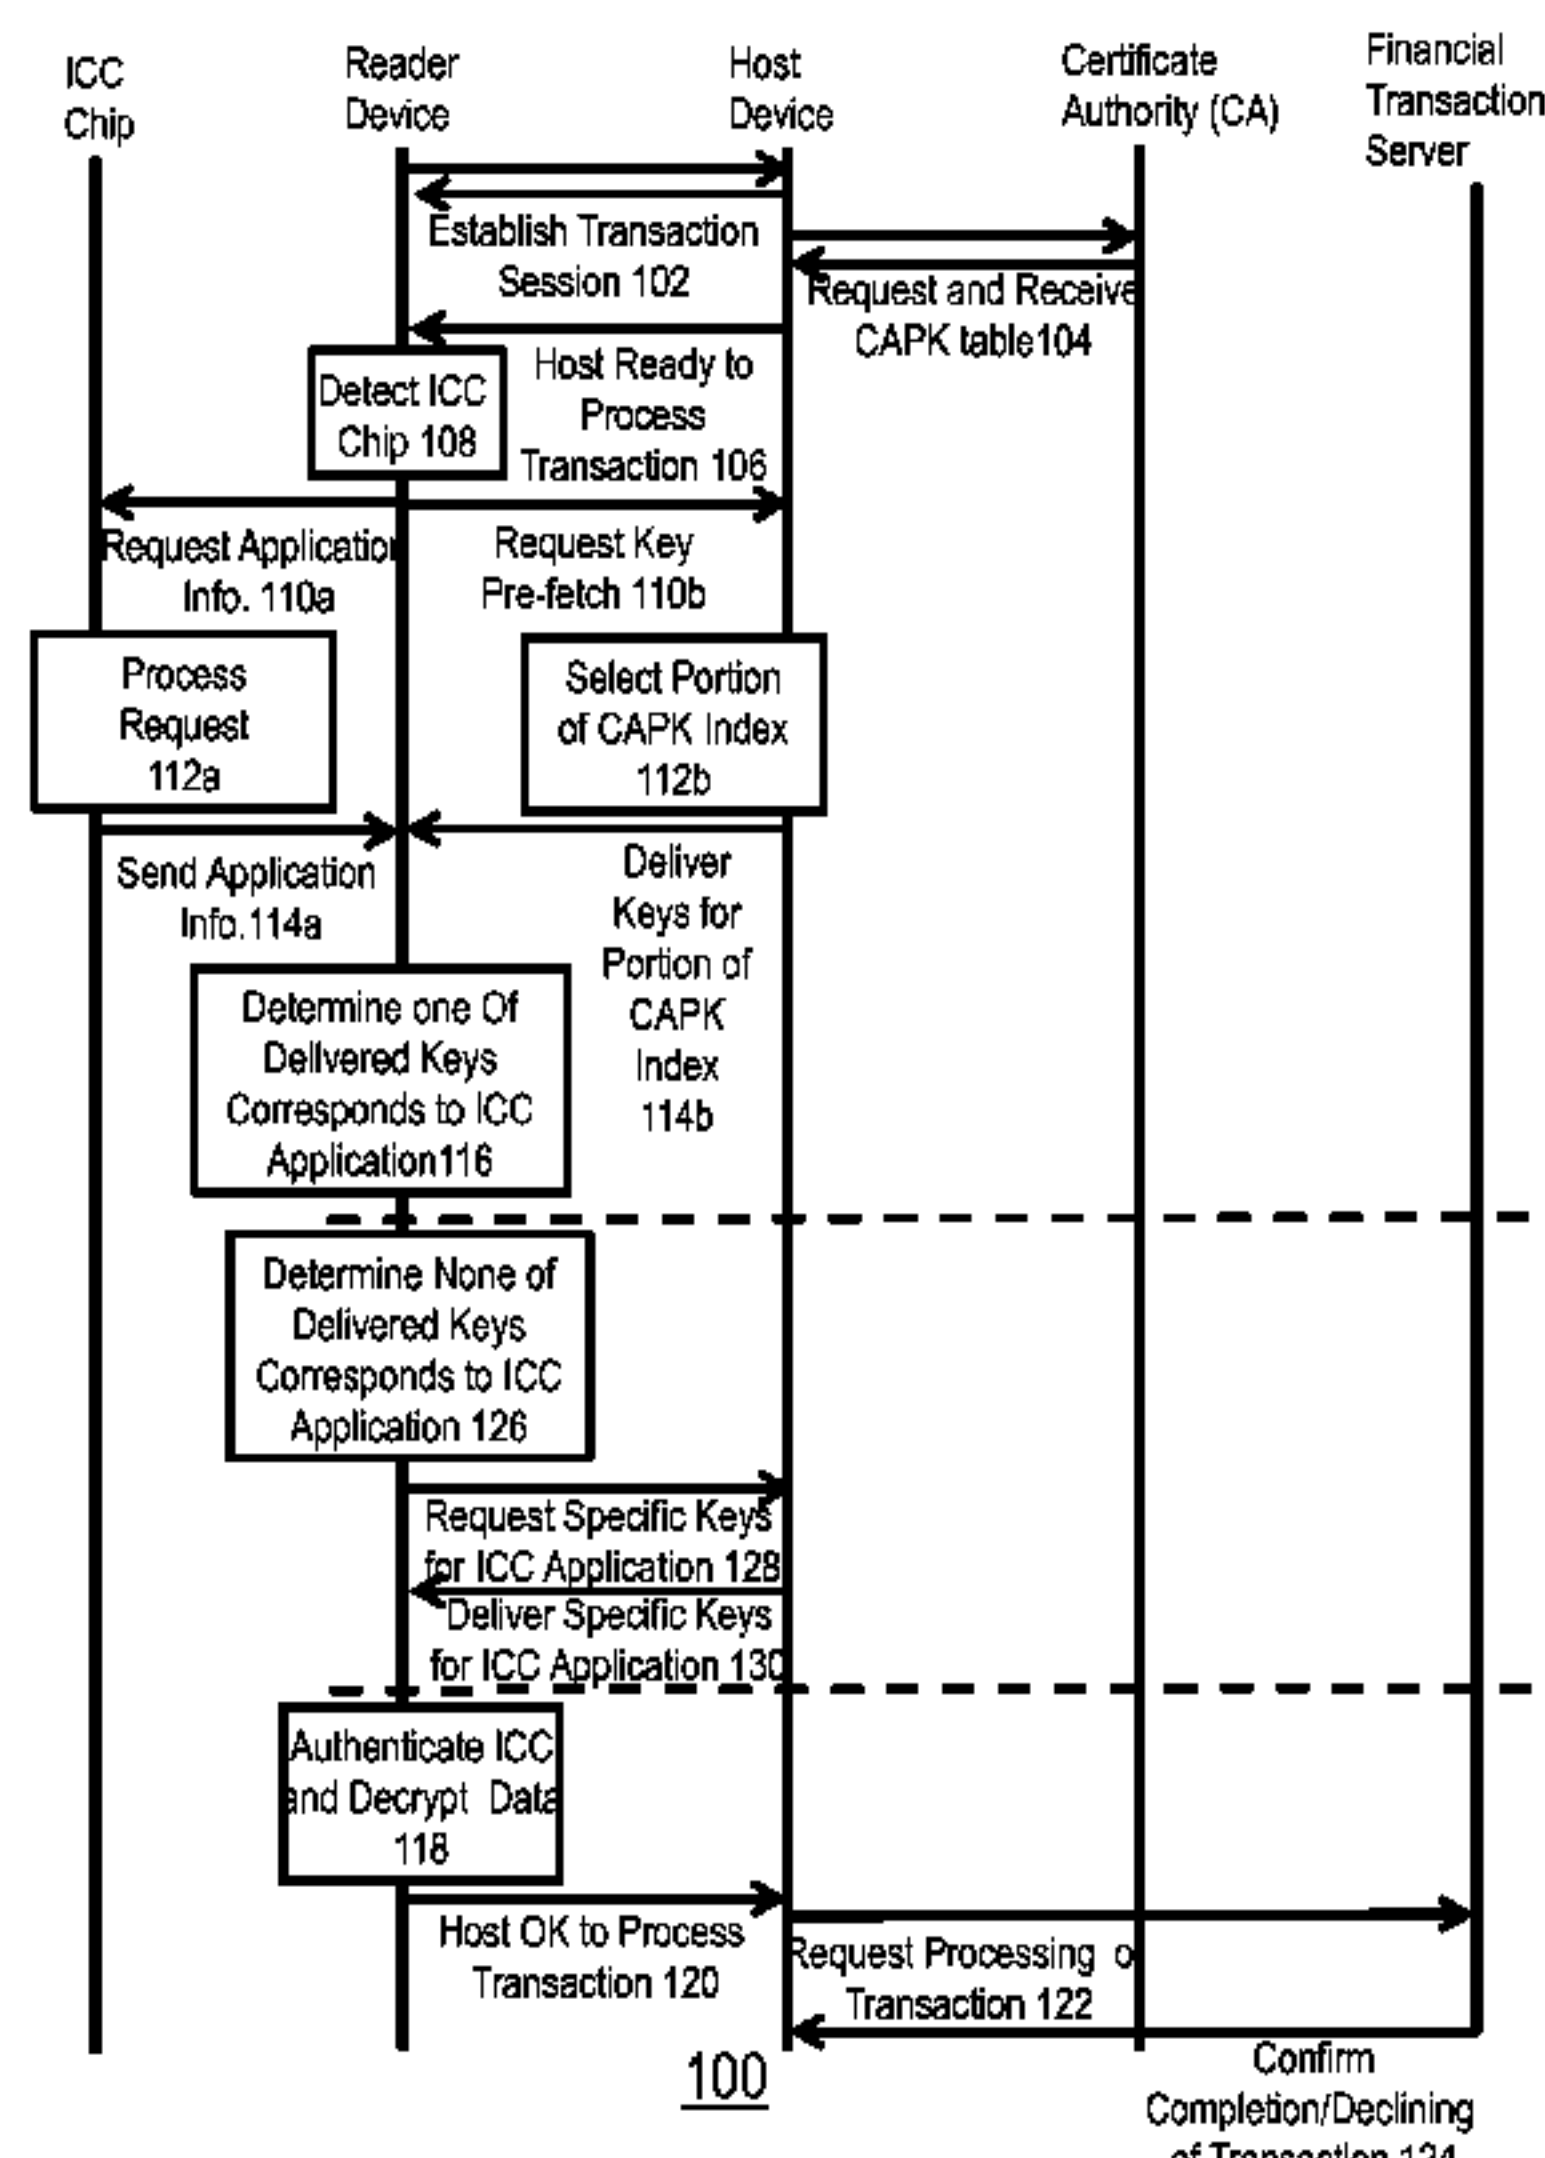 ICC
Chip
Reader
Device
Host
Device
Certificate
Authority (CA)
Financial
Transaction
Server
Establish Transaction
Session 102
Request and Receive
CAPK table104
Host Ready to
Process
Transaction 106
Detect ICC
Chip 108
Request Application
Info. 110a
Request Key
Pre-fetch 110b
Process
Request
112a
Select Portion
of CAPK Index
112b
Send Application
Info.114a
Deliver
Keys for
Portion of
CAPK
Index
114b
Determine one Of
Delivered Keys
Corresponds to ICC
Application116
Determine None of
Delivered Keys
Corresponds to ICC
Application 126
Request Specific Keys
for ICC Application 128
Deliver Specific Keys
for ICC Application 130
Authenticate ICC
and Decrypt Data
118
Host OK to Process
Transaction 120
Request Processing o
Transaction 122
100
Confirm
Completion/Declining
of Transaction 124